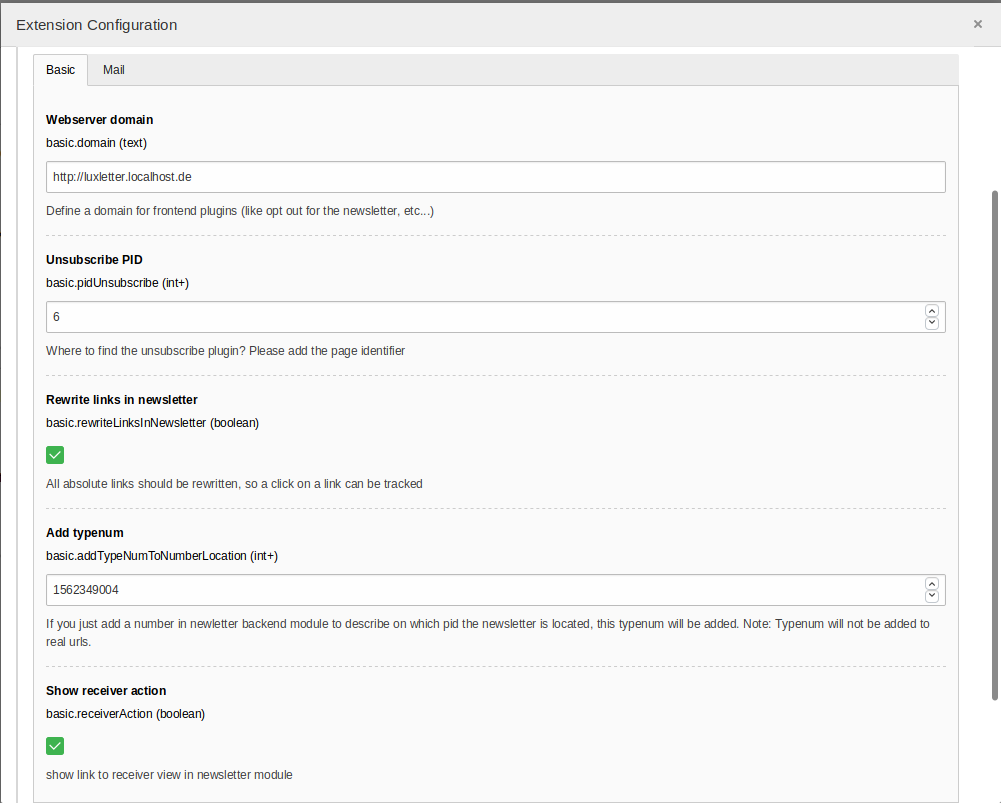 Extension Configuration
×
Basic
Mail
Webserver domain
basic.domain (text)
http://luxletter.localhost.de
Define a domain for frontend plugins (like opt out for the newsletter, etc...)
Unsubscribe PID
basic.pidUnsubscribe (int+)
6
Where to find the unsubscribe plugin? Please add the page identifier
Rewrite links in newsletter
basic.rewriteLinksInNewsletter (boolean)
All absolute links should be rewritten, so a click on a link can be tracked
Add typenum
basic.addTypeNumToNumberLocation (int+)
1562349004
If you just add a number in newletter backend module to describe on which pid the newsletter is located, this typenum will be added. Note: Typenum will not be added to
real urls.
Show receiver action
basic.receiverAction (boolean)
show link to receiver view in newsletter module